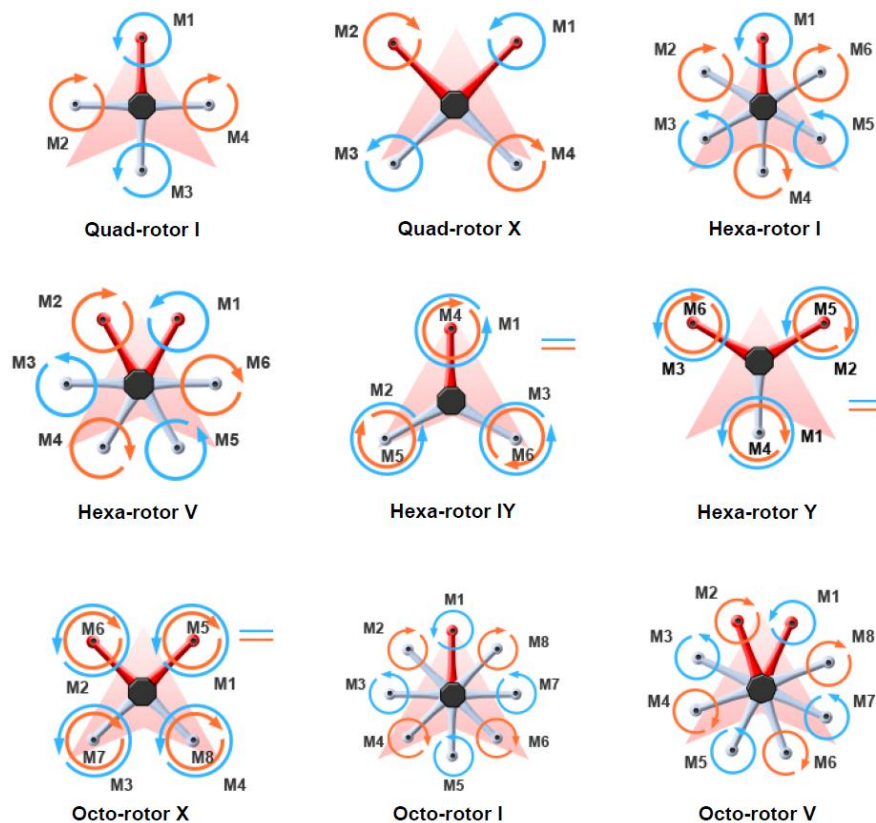 M1
M2
M4
M3
Quad-rotor I
M2
M1
M3
M4
Quad-rotor X
M1
M2
M6
M3
M5
M4
Hexa-rotor I
M2
M1
M3
M6
M4
M5
Hexa-rotor V
M4
M1
M2
M3
M5
M6
Hexa-rotor IY
M6
M5
M3
M2
M4
M1
Hexa-rotor Y
M6
M5
M2
M1
M7
M8
M3
M4
Octo-rotor X
M1
M2
M8
M3
M7
M4
M6
M5
Octo-rotor I
M2
M1
M3
M8
M4
M7
M5
M6
Octo-rotor V